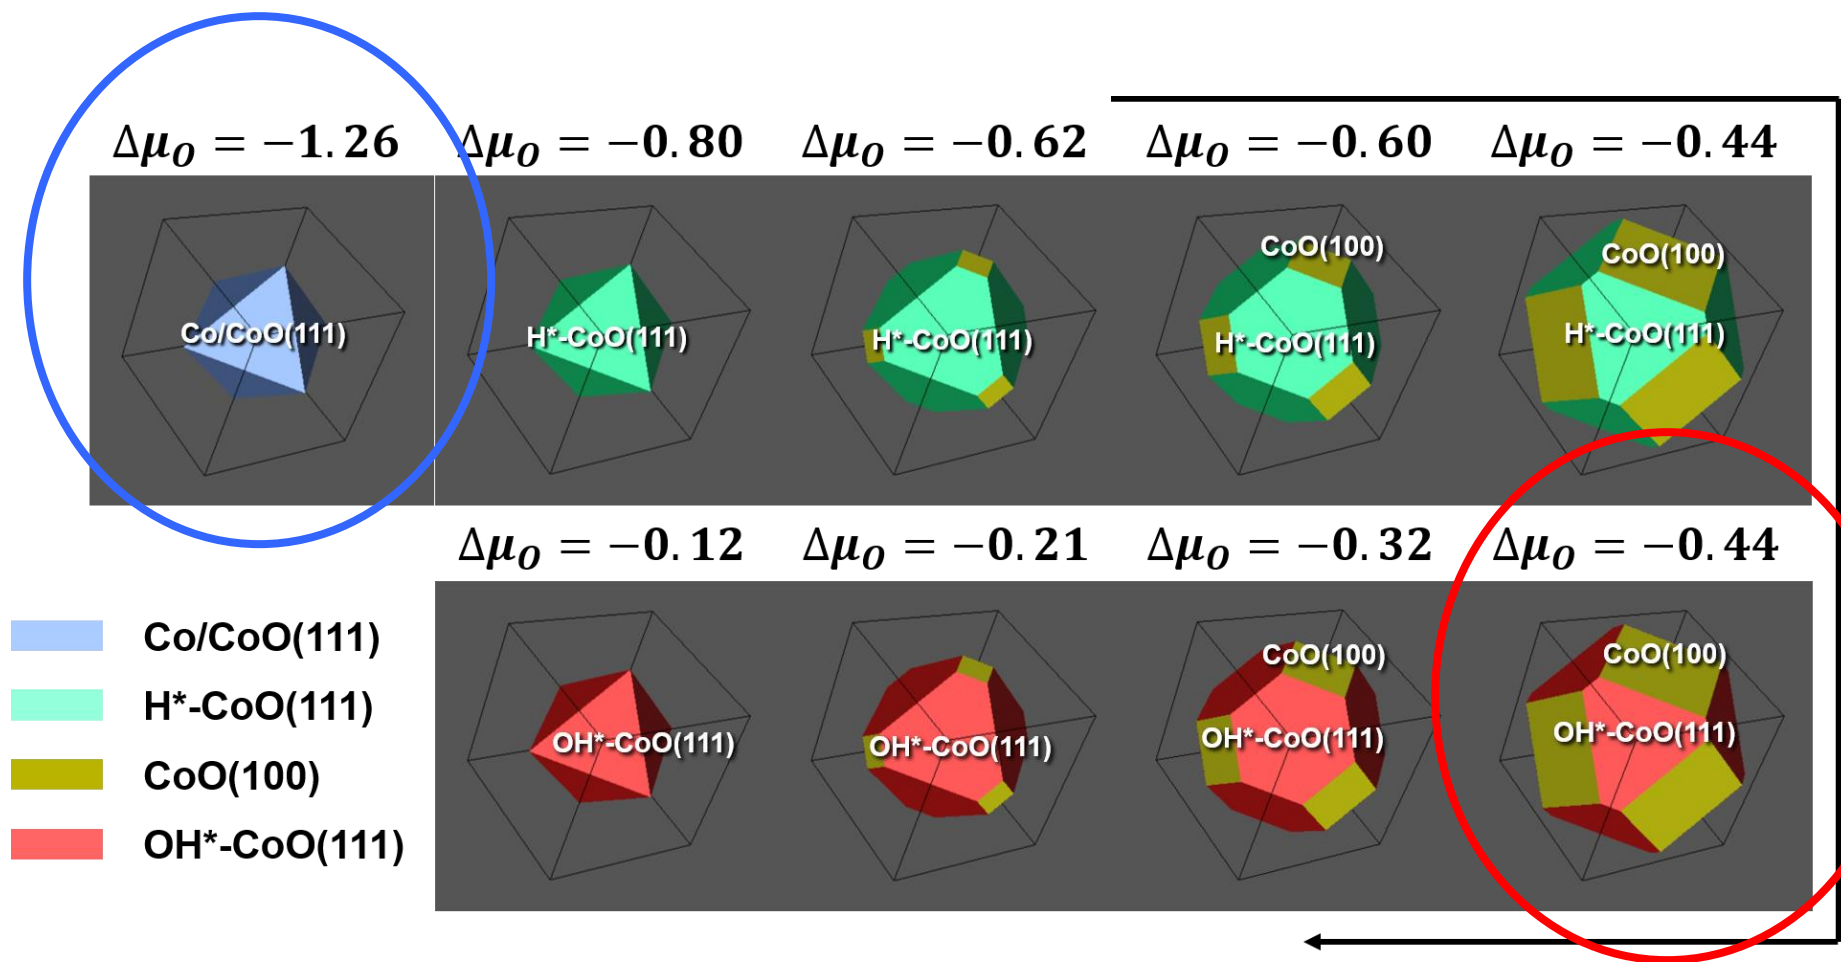 Δμ_O = −1.26
Δμ_O = −0.80
Δμ_O = −0.62
Δμ_O = −0.60
Δμ_O = −0.44
Co/CoO(111)
H*-CoO(111)
H*-CoO(111)
CoO(100)
H*-CoO(111)
CoO(100)
H*-CoO(111)
Δμ_O = −0.12
Δμ_O = −0.21
Δμ_O = −0.32
Δμ_O = −0.44
OH*-CoO(111)
OH*-CoO(111)
CoO(100)
OH*-CoO(111)
CoO(100)
OH*-CoO(111)
Co/CoO(111)
H*-CoO(111)
CoO(100)
OH*-CoO(111)